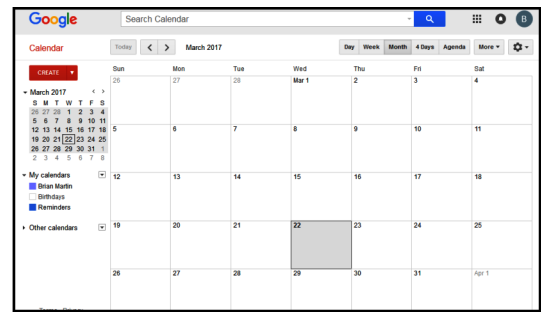 Google Search Calendar B
Calendar Today < > March 2017 Day Week Month 4 Days Agenda More
CREATE
Sun Mon Tue Wed Thu Fri Sat
26 27 28 Mar 1 2 3 4
March 2017 < >
S M T W T F S
26 27 28 1 2 3 4
5 6 7 8 9 10 11
12 13 14 15 16 17 18
19 20 21 22 23 24 25
26 27 28 29 30 31 1
2 3 4 5 6 7 8
5 6 7 8 9 10 11
My calendars
Brian Martin
Birthdays
Reminders
12 13 14 15 16 17 18
Other calendars
19 20 21 22 23 24 25
26 27 28 29 30 31 Apr 1